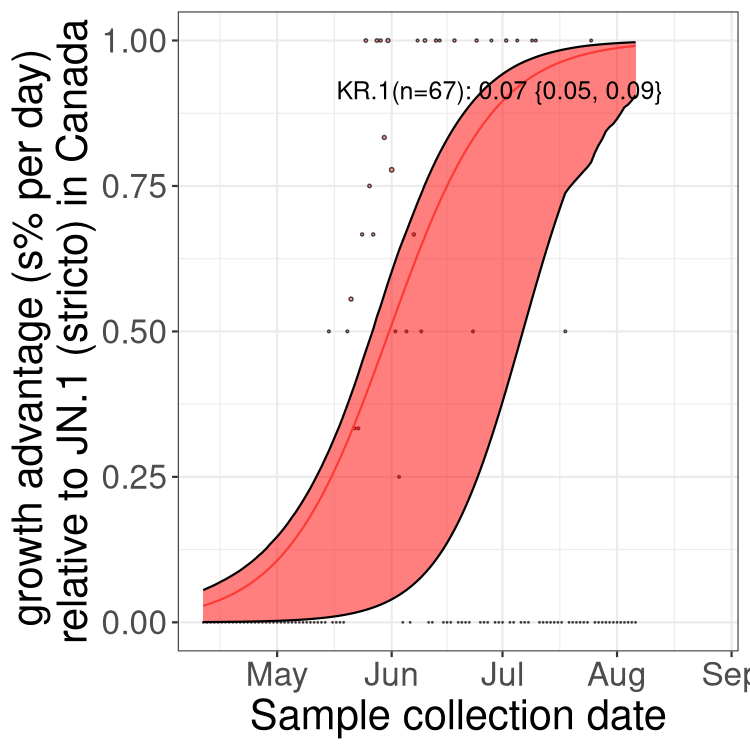 growth advantage (s% per day)
relative to JN.1 (stricto) in Canada
1.00
0.75
0.50
0.25
0.00
KR.1(n=67): 0.07 {0.05, 0.09}
May Jun Jul Aug Sep
Sample collection date